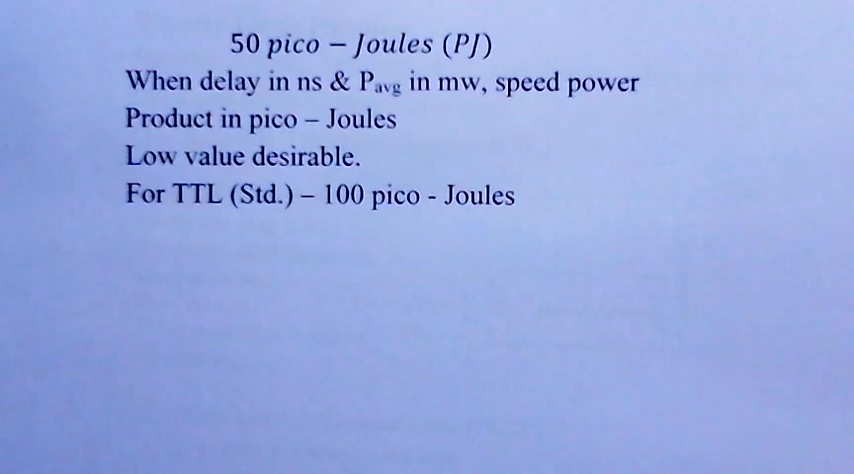 50 pico – Joules (PJ)
When delay in ns & Pavg in mw, speed power
Product in pico – Joules
Low value desirable.
For TTL (Std.) – 100 pico - Joules